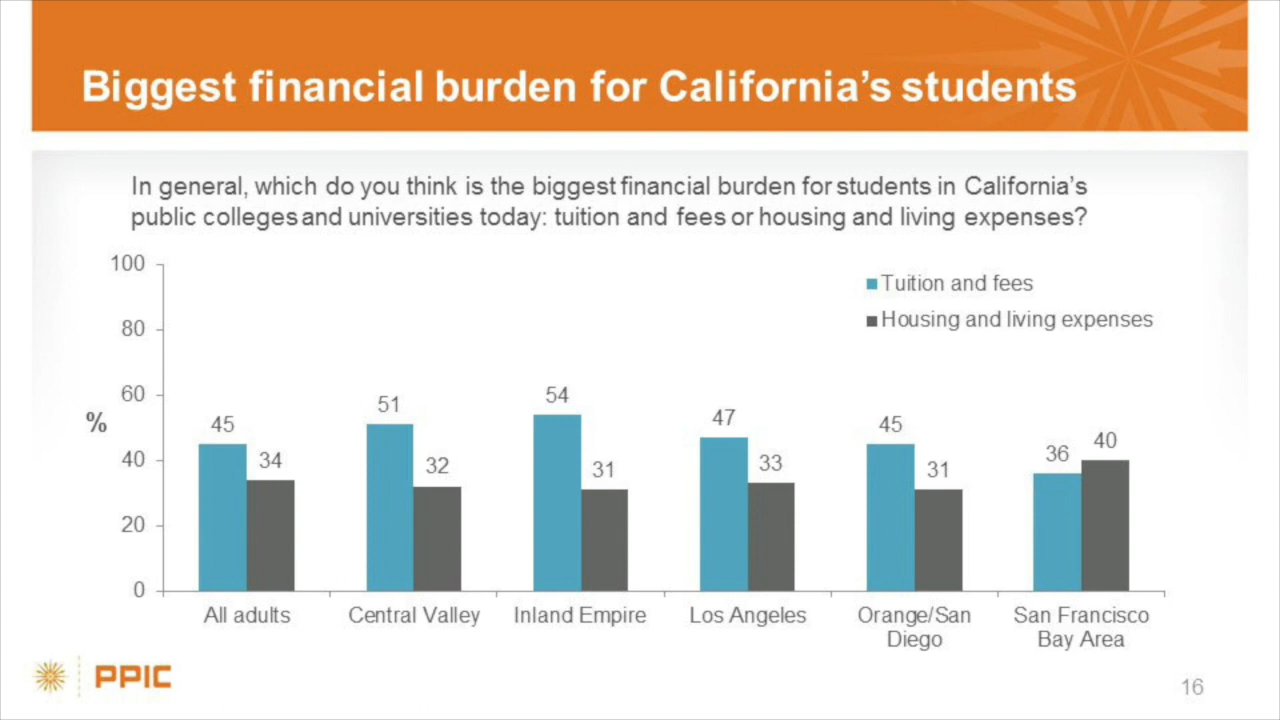 Biggest financial burden for California’s students
In general, which do you think is the biggest financial burden for students in California’s
public colleges and universities today: tuition and fees or housing and living expenses?
100
80
60
40
20
0
%
Tuition and fees
Housing and living expenses
45
34
51
32
54
31
47
33
45
31
36
40
All adults
Central Valley
Inland Empire
Los Angeles
Orange/San
Diego
San Francisco
Bay Area
PPIC
16